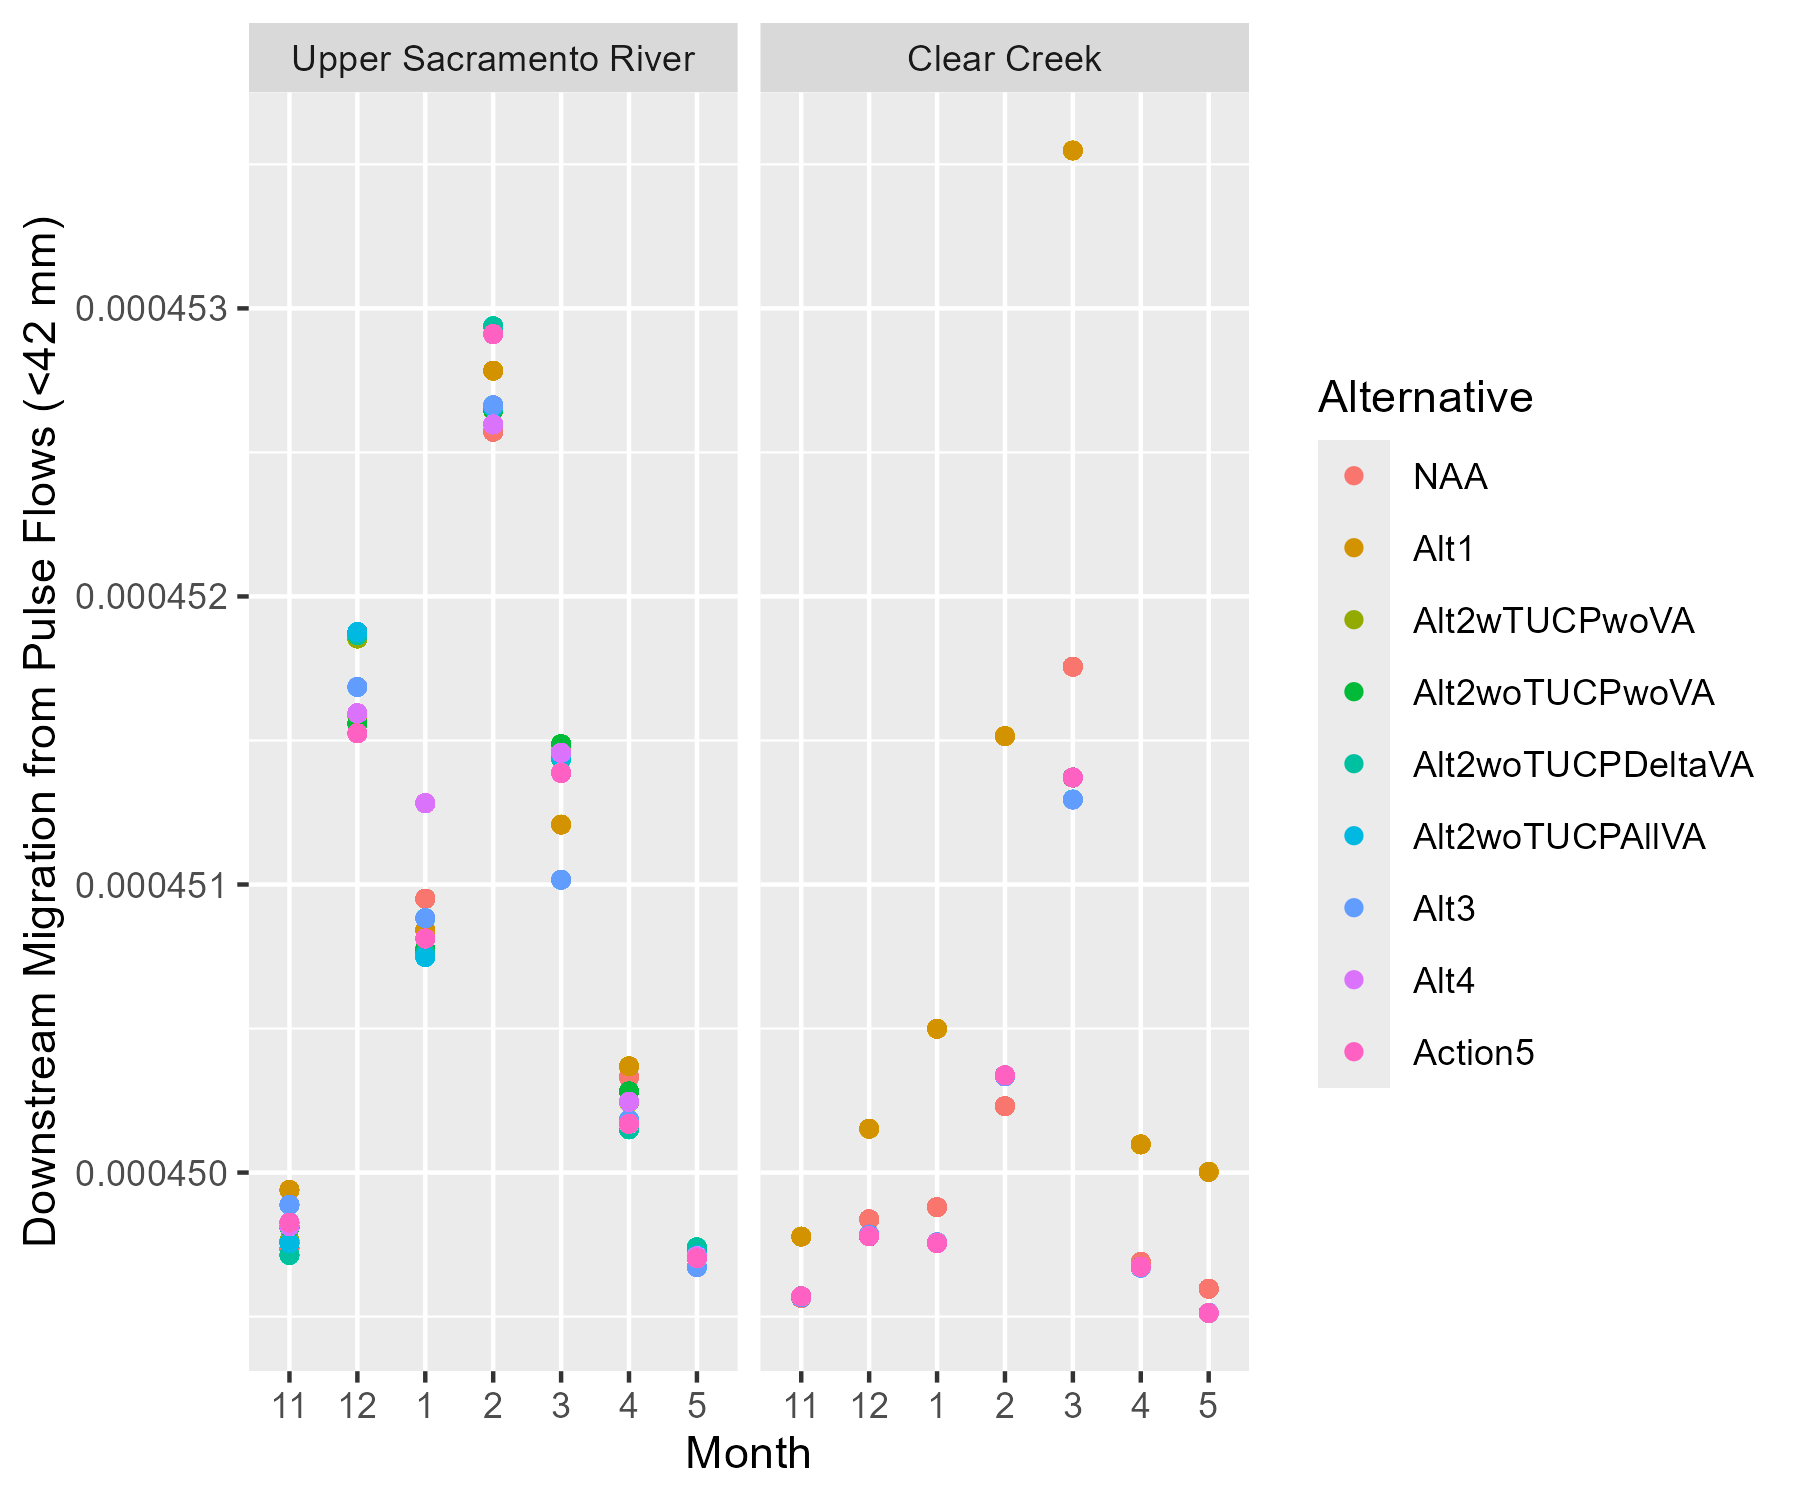 Upper Sacramento River
Clear Creek
Downstream Migration from Pulse Flows (<42 mm)
0.000453
0.000452
0.000451
0.000450
11 12 1 2 3 4 5
11 12 1 2 3 4 5
Month
Alternative
NAA
Alt1
Alt2wTUCPwoVA
Alt2woTUCPwoVA
Alt2woTUCPDeltaVA
Alt2woTUCPAllVA
Alt3
Alt4
Action5